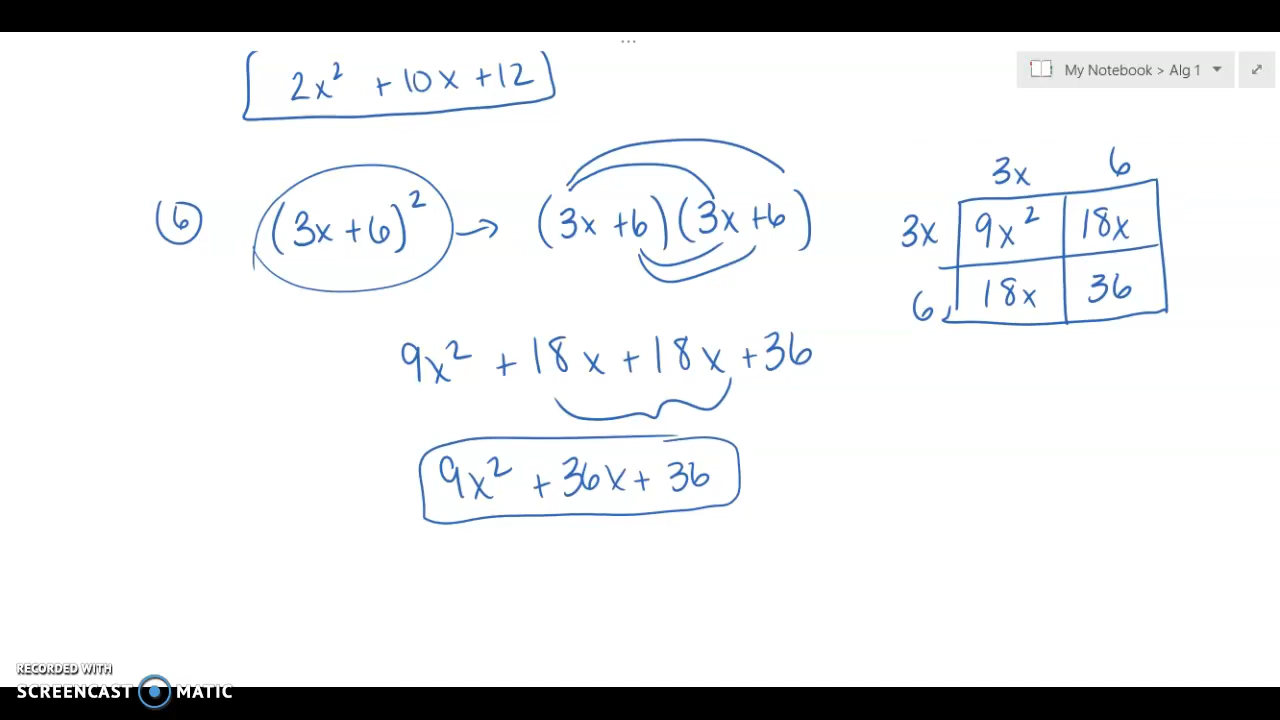 2x² + 10x + 12
My Notebook > Alg 1
6 (3x + 6)² → (3x + 6)(3x + 6)
3x 6
3x 9x² 18x
6 18x 36
9x² + 18x + 18x + 36
9x² + 36x + 36
RECORDED WITH
SCREENCAST MATIC